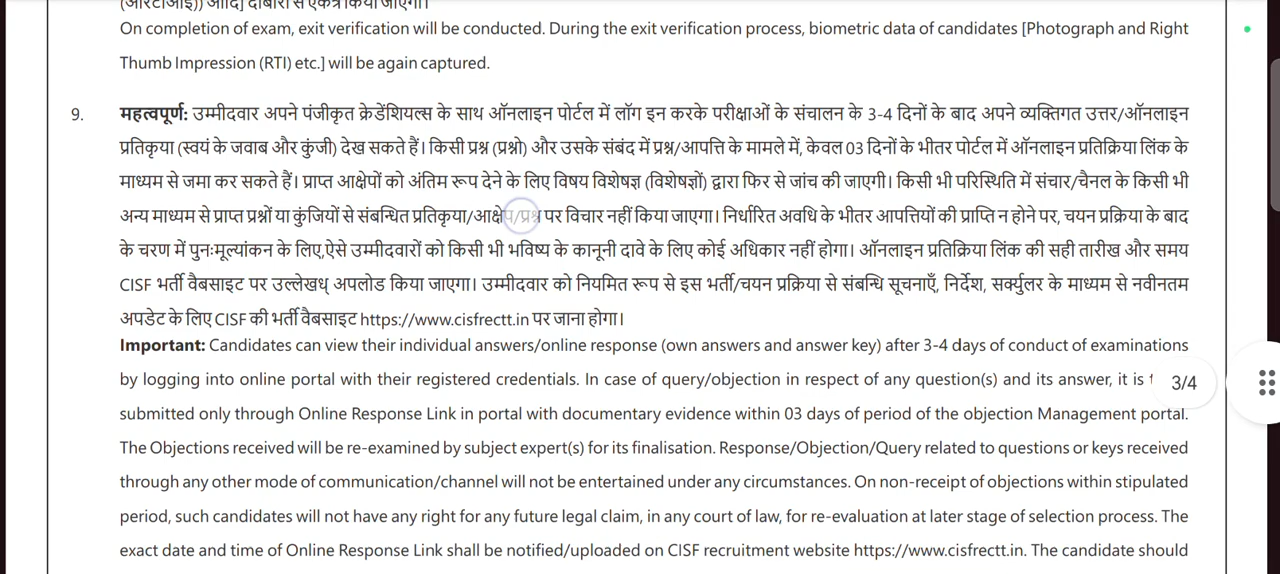 (आरटीआई)) आदि] दोबारा से एकत्र किया जाएगा।
On completion of exam, exit verification will be conducted. During the exit verification process, biometric data of candidates [Photograph and Right
Thumb Impression (RTI) etc.] will be again captured.
9. महत्वपूर्ण: उम्मीदवार अपने पंजीकृत क्रेडेंशियल्स के साथ ऑनलाइन पोर्टल में लॉग इन करके परीक्षाओं के संचालन के 3-4 दिनों के बाद अपने व्यक्तिगत उत्तर/ऑनलाइन
प्रतिकृया (स्वयं के जवाब और कुंजी) देख सकते हैं। किसी प्रश्न (प्रश्नो) और उसके संबंद में प्रश्न/आपत्ति के मामले में, केवल 03 दिनों के भीतर पोर्टल में ऑनलाइन प्रतिक्रिया लिंक के
माध्यम से जमा कर सकते हैं। प्राप्त आक्षेपों को अंतिम रूप देने के लिए विषय विशेषज्ञ (विशेषज्ञों) द्वारा फिर से जांच की जाएगी। किसी भी परिस्थिति में संचार/चैनल के किसी भी
अन्य माध्यम से प्राप्त प्रश्नों या कुंजियों से संबन्धित प्रतिकृया/आक्षेप/प्रश्न पर विचार नहीं किया जाएगा। निर्धारित अवधि के भीतर आपत्तियों की प्राप्ति न होने पर, चयन प्रक्रिया के बाद
के चरण में पुनःमूल्यांकन के लिए,ऐसे उम्मीदवारों को किसी भी भविष्य के कानूनी दावे के लिए कोई अधिकार नहीं होगा। ऑनलाइन प्रतिक्रिया लिंक की सही तारीख और समय
CISF भर्ती वैबसाइट पर उल्लेखध् अपलोड किया जाएगा। उम्मीदवार को नियमित रूप से इस भर्ती/चयन प्रक्रिया से संबन्धि सूचनाएँ, निर्देश, सर्क्युलर के माध्यम से नवीनतम
अपडेट के लिए CISF की भर्ती वैबसाइट https://www.cisfrectt.in पर जाना होगा।
Important: Candidates can view their individual answers/online response (own answers and answer key) after 3-4 days of conduct of examinations
by logging into online portal with their registered credentials. In case of query/objection in respect of any question(s) and its answer, it is
3/4
submitted only through Online Response Link in portal with documentary evidence within 03 days of period of the objection Management portal.
The Objections received will be re-examined by subject expert(s) for its finalisation. Response/Objection/Query related to questions or keys received
through any other mode of communication/channel will not be entertained under any circumstances. On non-receipt of objections within stipulated
period, such candidates will not have any right for any future legal claim, in any court of law, for re-evaluation at later stage of selection process. The
exact date and time of Online Response Link shall be notified/uploaded on CISF recruitment website https://www.cisfrectt.in. The candidate should